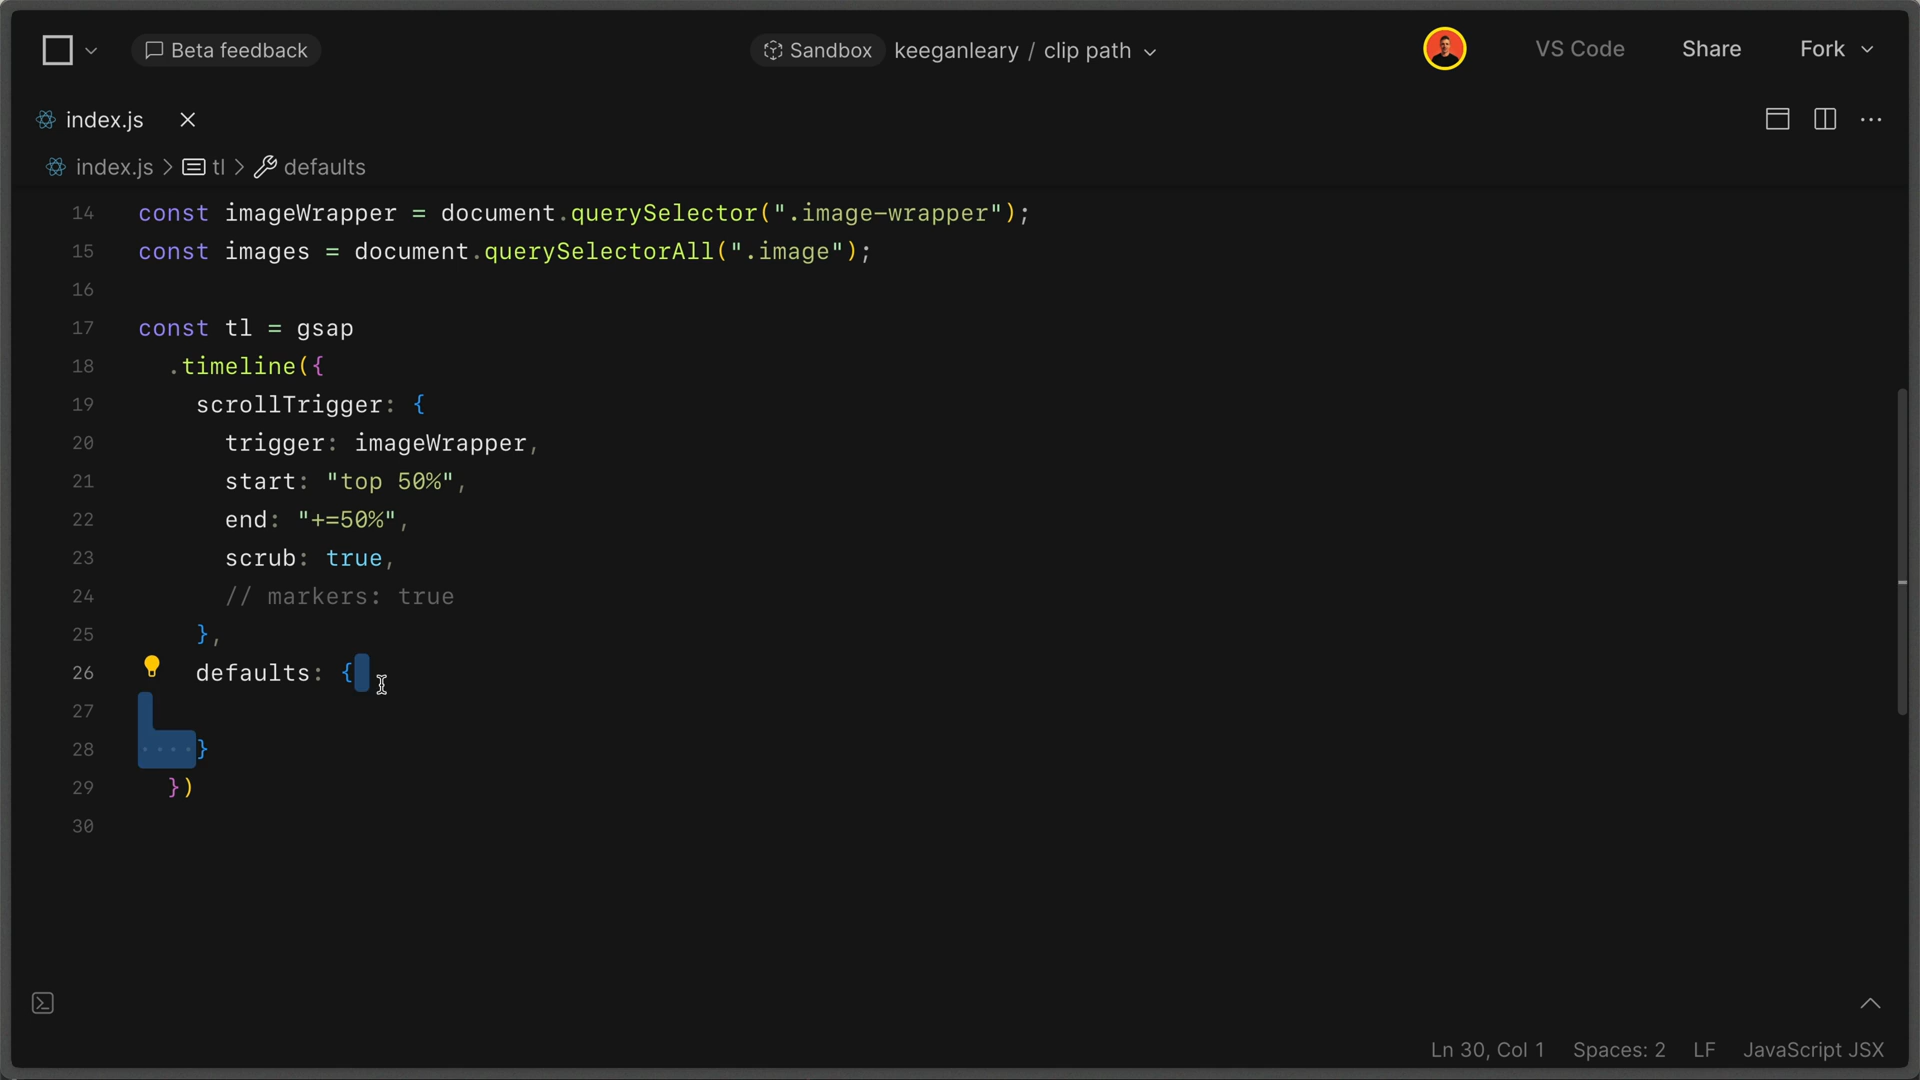 Beta feedback
Sandbox keeganleary / clip path
VS Code
Share
Fork
index.js
index.js > tl > defaults
14 const imageWrapper = document.querySelector(".image-wrapper");
15 const images = document.querySelectorAll(".image");
16
17 const tl = gsap
18 .timeline({
19 scrollTrigger: {
20 trigger: imageWrapper,
21 start: "top 50%",
22 end: "+=50%",
23 scrub: true,
24 // markers: true
25 },
26 defaults: {
27
28 }
29 })
30
Ln 30, Col 1 Spaces: 2 LF JavaScript JSX